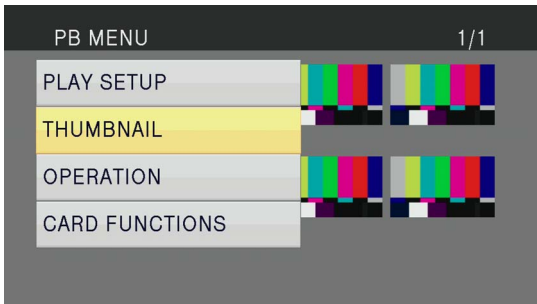 PB MENU 1/1
PLAY SETUP
THUMBNAIL
OPERATION
CARD FUNCTIONS